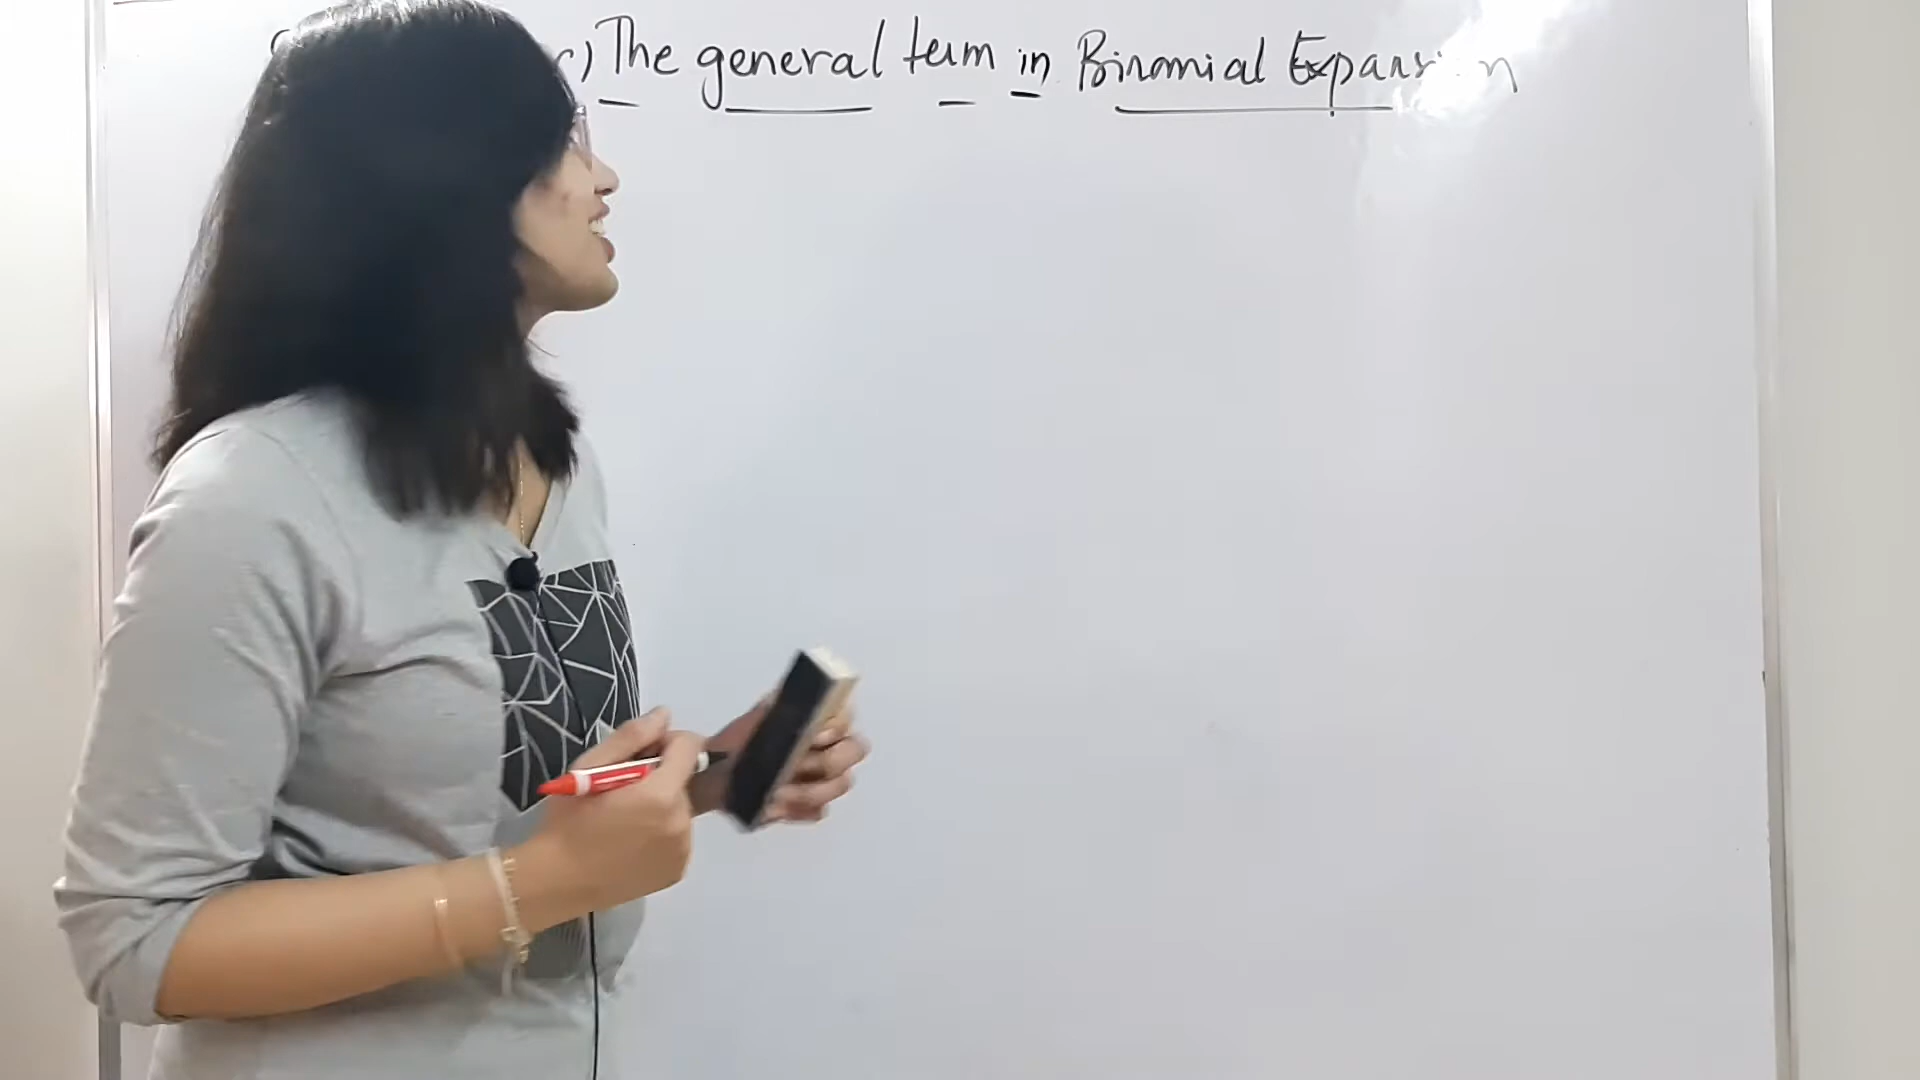 c) The general term in Binomial Expansion